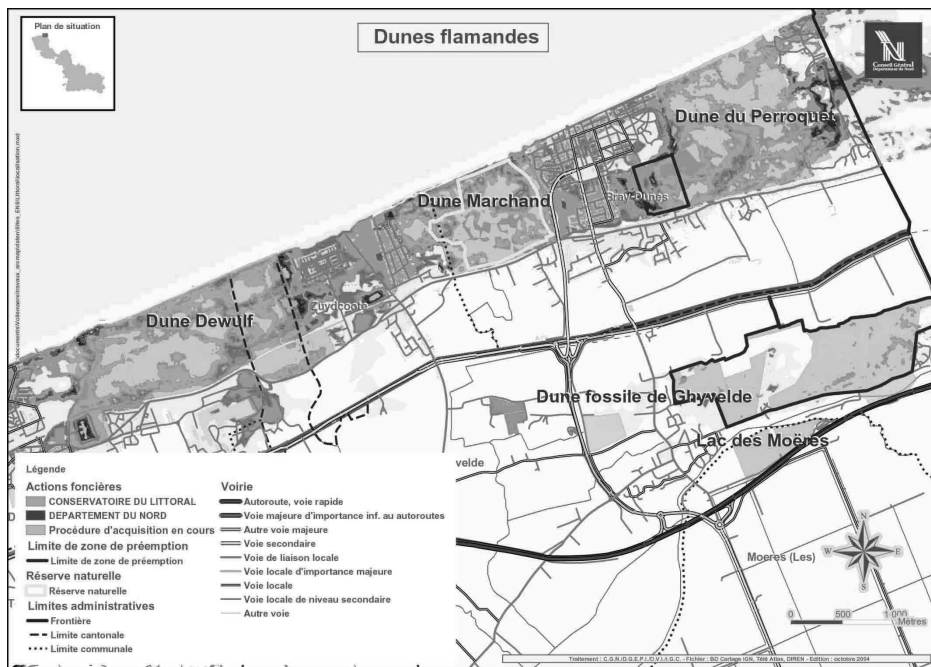 Plan de situation
Dunes flamandes
Conseil Général
Département du Nord
Dune du Perroquet
Bray-Dunes
Dune Marchand
Zuydcoote
Dune Dewulf
Dune fossile de Ghyvelde
Lac des Moëres
velde
Moeres (Les)
Légende
Actions foncières
CONSERVATOIRE DU LITTORAL
DEPARTEMENT DU NORD
Procédure d'acquisition en cours
Limite de zone de préemption
Limite de zone de préemption
Réserve naturelle
Réserve naturelle
Limites administratives
Frontière
Limite cantonale
Limite communale
Voirie
Autoroute, voie rapide
Voie majeure d'importance inf. au autoroutes
Autre voie majeure
Voie secondaire
Voie de liaison locale
Voie locale d'importance majeure
Voie locale
Voie locale de niveau secondaire
Autre voie
N
W E
S
0 500 1 000
Mètres
Traitement : C.G.N./D.G.E.P.I./D.V.I./I.G.C. - Fichier : BD Cartage IGN, Télé Atlas, DIREN - Edition : octobre.2004